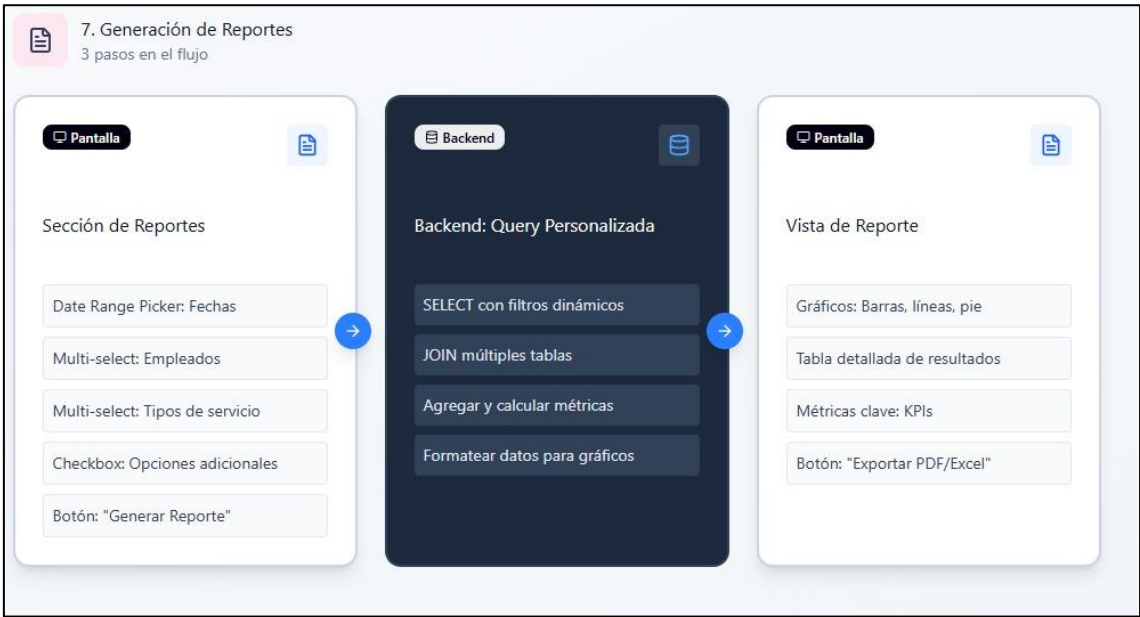 7. Generación de Reportes
3 pasos en el flujo
Pantalla
Sección de Reportes
Date Range Picker: Fechas
Multi-select: Empleados
Multi-select: Tipos de servicio
Checkbox: Opciones adicionales
Botón: "Generar Reporte"
Backend
Backend: Query Personalizada
SELECT con filtros dinámicos
JOIN múltiples tablas
Agregar y calcular métricas
Formatear datos para gráficos
Pantalla
Vista de Reporte
Gráficos: Barras, líneas, pie
Tabla detallada de resultados
Métricas clave: KPIs
Botón: "Exportar PDF/Excel"